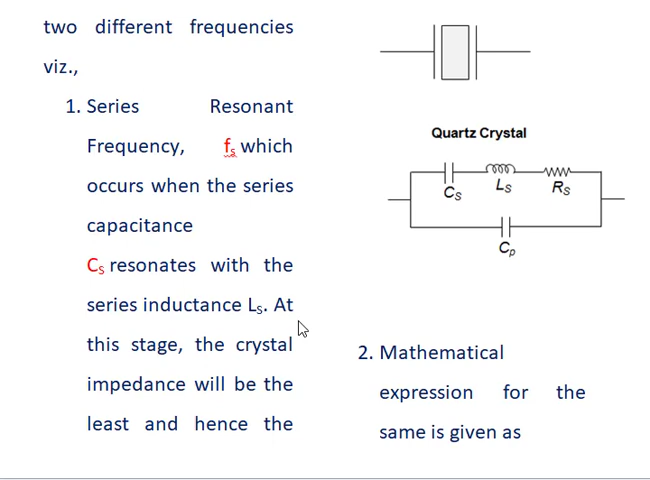 two different frequencies
viz.,
1. Series Resonant
Frequency, fs which
occurs when the series
capacitance
Cs resonates with the
series inductance Ls. At
this stage, the crystal
impedance will be the
least and hence the
Quartz Crystal
Cs Ls Rs
Cp
2. Mathematical
expression for the
same is given as